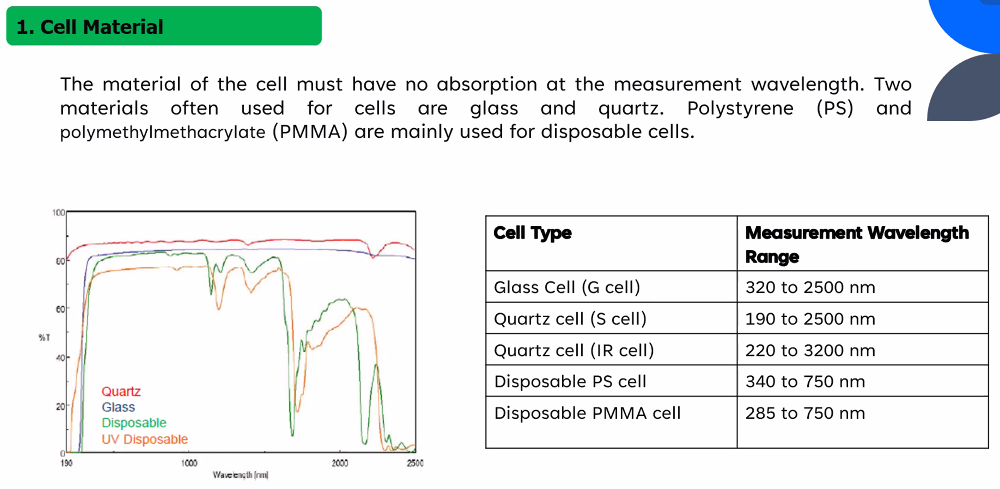 1. Cell Material
The material of the cell must have no absorption at the measurement wavelength. Two
materials often used for cells are glass and quartz. Polystyrene (PS) and
polymethylmethacrylate (PMMA) are mainly used for disposable cells.
100
80
60
%T
40
20
0
Quartz
Glass
Disposable
UV Disposable
190 1000 2000 2500
Wavelength [nm]
Cell Type Measurement Wavelength
Range
Glass Cell (G cell) 320 to 2500 nm
Quartz cell (S cell) 190 to 2500 nm
Quartz cell (IR cell) 220 to 3200 nm
Disposable PS cell 340 to 750 nm
Disposable PMMA cell 285 to 750 nm